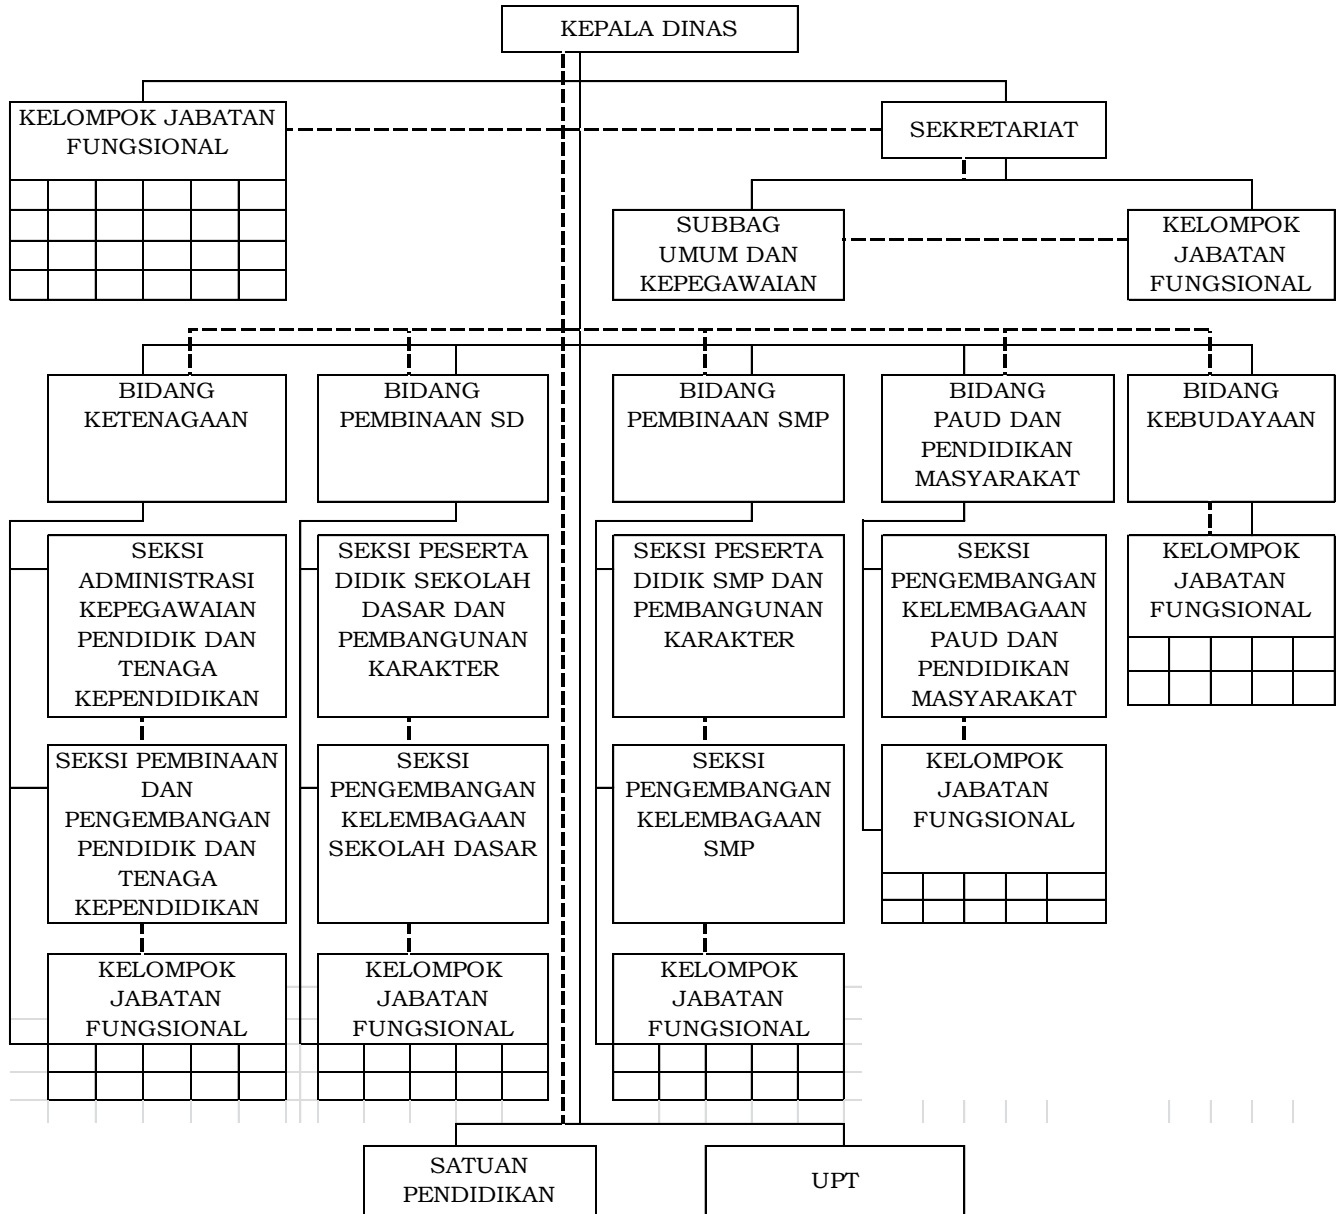 KEPALA DINAS
KELOMPOK JABATAN
FUNGSIONAL
SEKRETARIAT
SUBBAG
UMUM DAN
KEPEGAWAIAN
KELOMPOK
JABATAN
FUNGSIONAL
BIDANG
KETENAGAAN
BIDANG
PEMBINAAN SD
BIDANG
PEMBINAAN SMP
BIDANG
PAUD DAN
PENDIDIKAN
MASYARAKAT
BIDANG
KEBUDAYAAN
SEKSI
ADMINISTRASI
KEPEGAWAIAN
PENDIDIK DAN
TENAGA
KEPENDIDIKAN
SEKSI PESERTA
DIDIK SEKOLAH
DASAR DAN
PEMBANGUNAN
KARAKTER
SEKSI PESERTA
DIDIK SMP DAN
PEMBANGUNAN
KARAKTER
SEKSI
PENGEMBANGAN
KELEMBAGAAN
PAUD DAN
PENDIDIKAN
MASYARAKAT
KELOMPOK
JABATAN
FUNGSIONAL
SEKSI PEMBINAAN
DAN
PENGEMBANGAN
PENDIDIK DAN
TENAGA
KEPENDIDIKAN
SEKSI
PENGEMBANGAN
KELEMBAGAAN
SEKOLAH DASAR
SEKSI
PENGEMBANGAN
KELEMBAGAAN
SMP
KELOMPOK
JABATAN
FUNGSIONAL
KELOMPOK
JABATAN
FUNGSIONAL
KELOMPOK
JABATAN
FUNGSIONAL
KELOMPOK
JABATAN
FUNGSIONAL
SATUAN
PENDIDIKAN
UPT